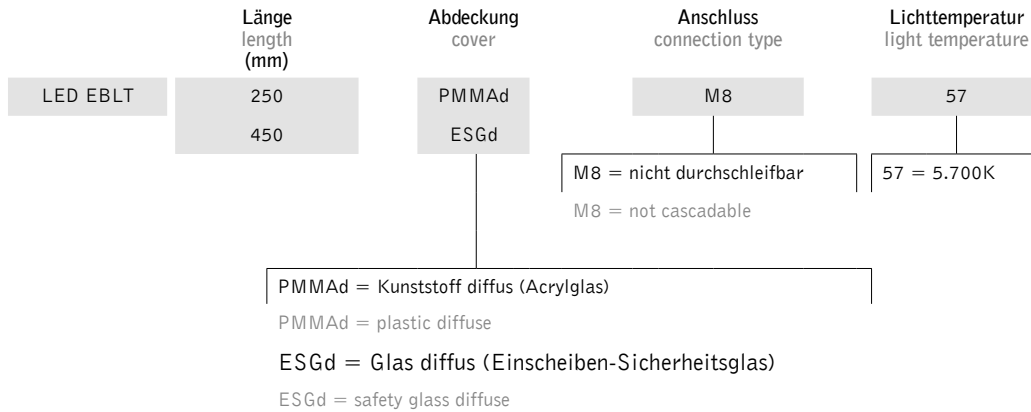 Länge Abdeckung Anschluss Lichttemperatur
length cover connection type light temperature
(mm)
LED EBLT 250 PMMAd M8 57
450 ESGd
M8 = nicht durchschleifbar 57 = 5.700K
M8 = not cascadable
PMMAd = Kunststoff diffus (Acrylglas)
PMMAd = plastic diffuse
ESGd = Glas diffus (Einscheiben-Sicherheitsglas)
ESGd = safety glass diffuse